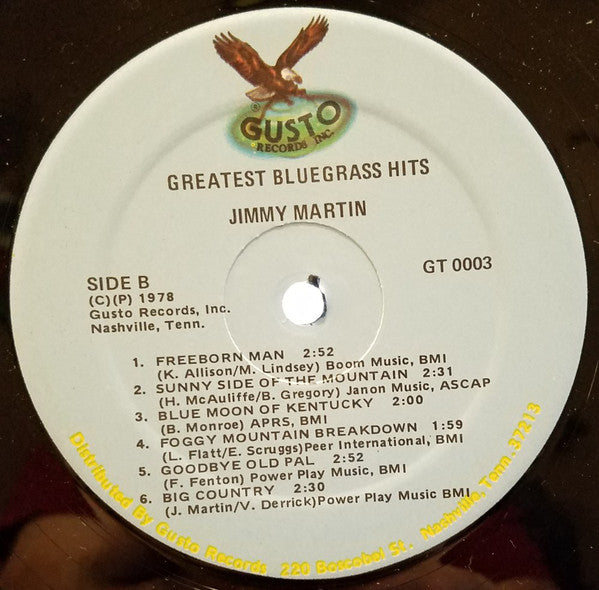 ®
GUSTO
RECORDS INC.
GREATEST BLUEGRASS HITS
JIMMY MARTIN
SIDE B
(C)(P) 1978
Gusto Records, Inc.
Nashville, Tenn.
GT 0003
1. FREEBORN MAN 2:52
(K. Allison/M. Lindsey) Boom Music, BMI
2. SUNNY SIDE OF THE MOUNTAIN 2:31
(H. McAuliffe/B. Gregory) Janon Music, ASCAP
3. BLUE MOON OF KENTUCKY 2:00
(B. Monroe) APRS, BMI
4. FOGGY MOUNTAIN BREAKDOWN 1:59
(L. Flatt/E. Scruggs)Peer International, BMI
5. GOODBYE OLD PAL 2:52
(F. Fenton) Power Play Music, BMI
6. BIG COUNTRY 2:30
(J. Martin/V. Derrick)Power Play Music BMI
Distributed By Gusto Records 220 Boscobel St. Nashville, Tenn. 37213